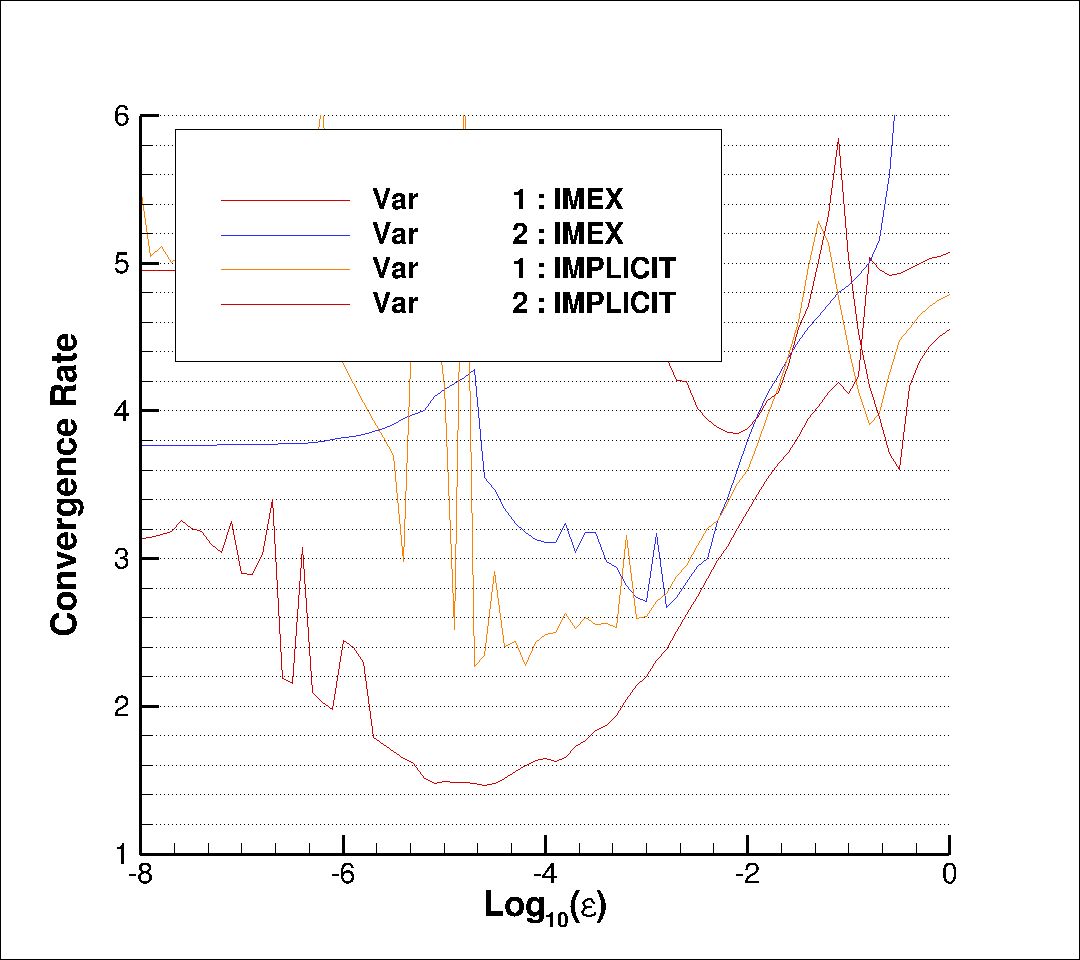 6
Var 1 : IMEX
Var 2 : IMEX
Var 1 : IMPLICIT
Var 2 : IMPLICIT
5
4
3
2
1
Convergence Rate
-8 -6 -4 -2 0
Log10(ε)